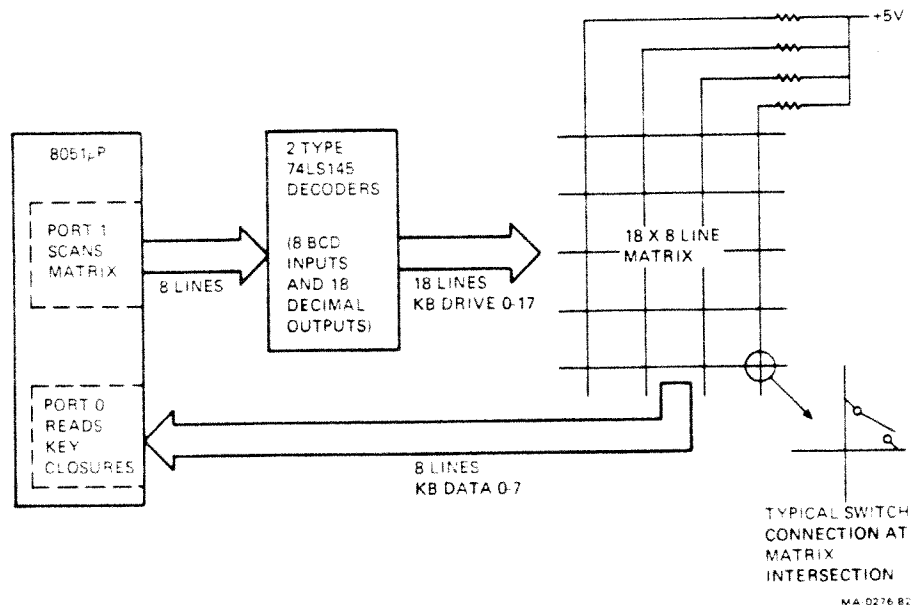 +5V
8051µP
PORT 1
SCANS
MATRIX
8 LINES
2 TYPE
74LS145
DECODERS
(8 BCD
INPUTS
AND 18
DECIMAL
OUTPUTS)
18 LINES
KB DRIVE 0-17
18 X 8 LINE
MATRIX
PORT 0
READS
KEY
CLOSURES
8 LINES
KB DATA 0-7
TYPICAL SWITCH
CONNECTION AT
MATRIX
INTERSECTION
MA-0276-82